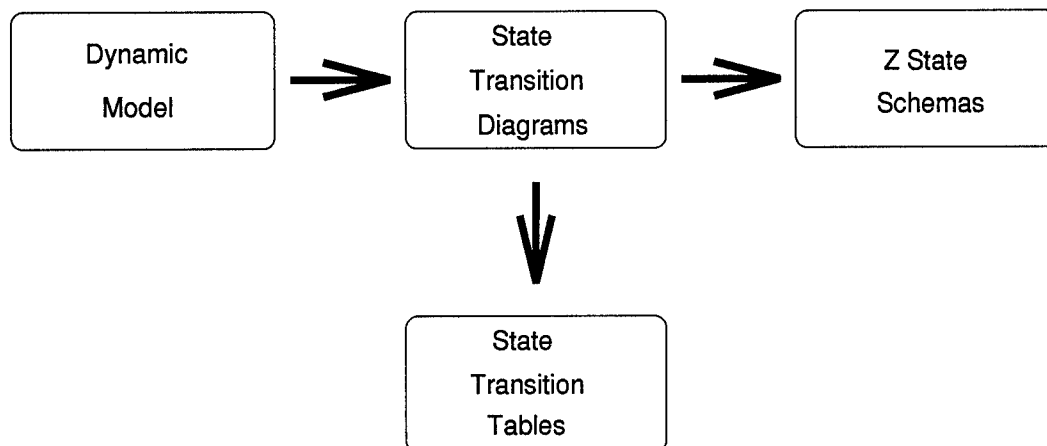 Dynamic
Model
State
Transition
Diagrams
Z State
Schemas
State
Transition
Tables